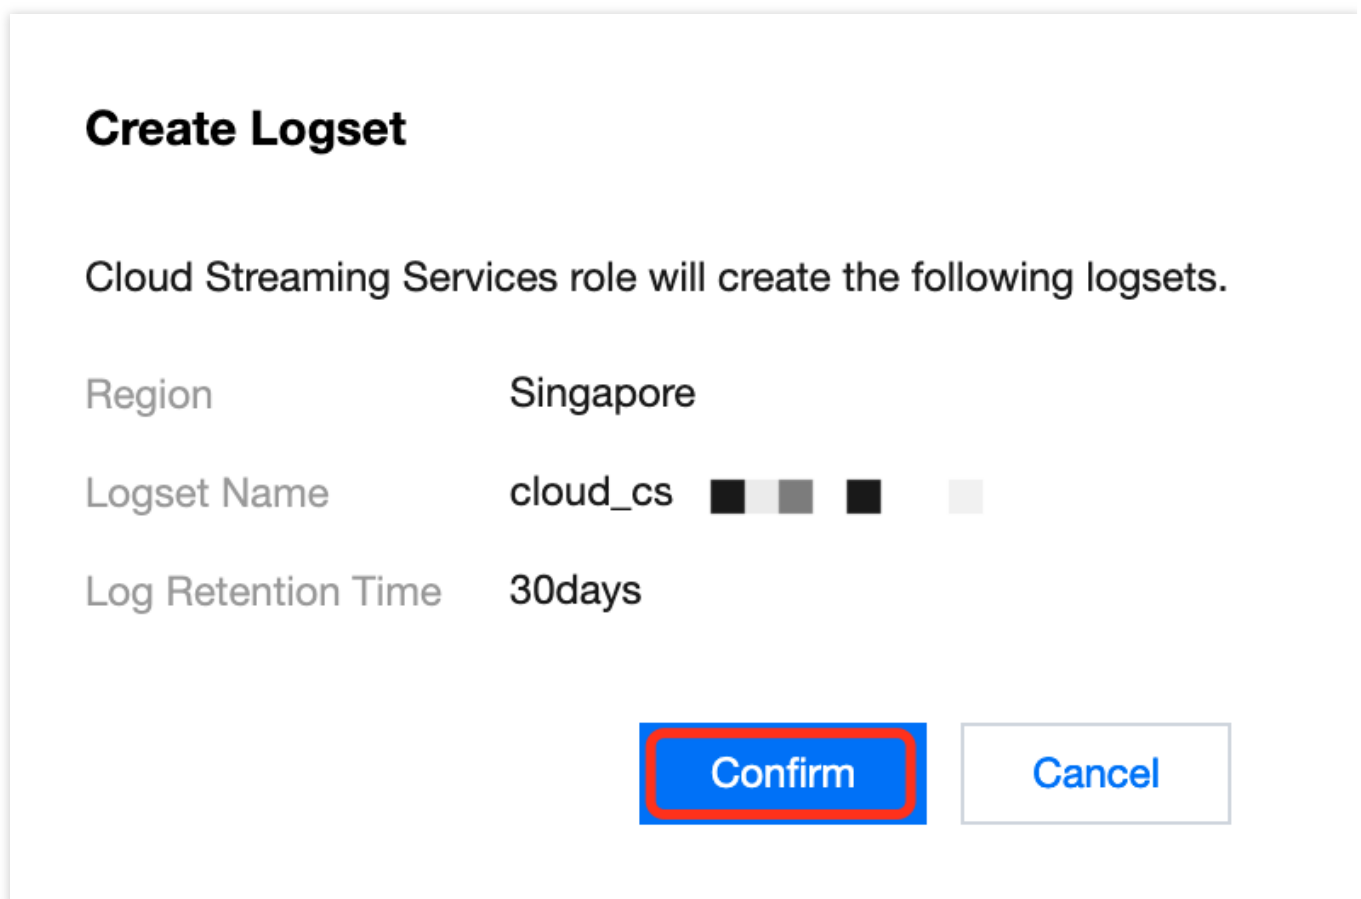 Create Logset
Cloud Streaming Services role will create the following logsets.
Region Singapore
Logset Name cloud_cs
Log Retention Time 30days
Confirm Cancel